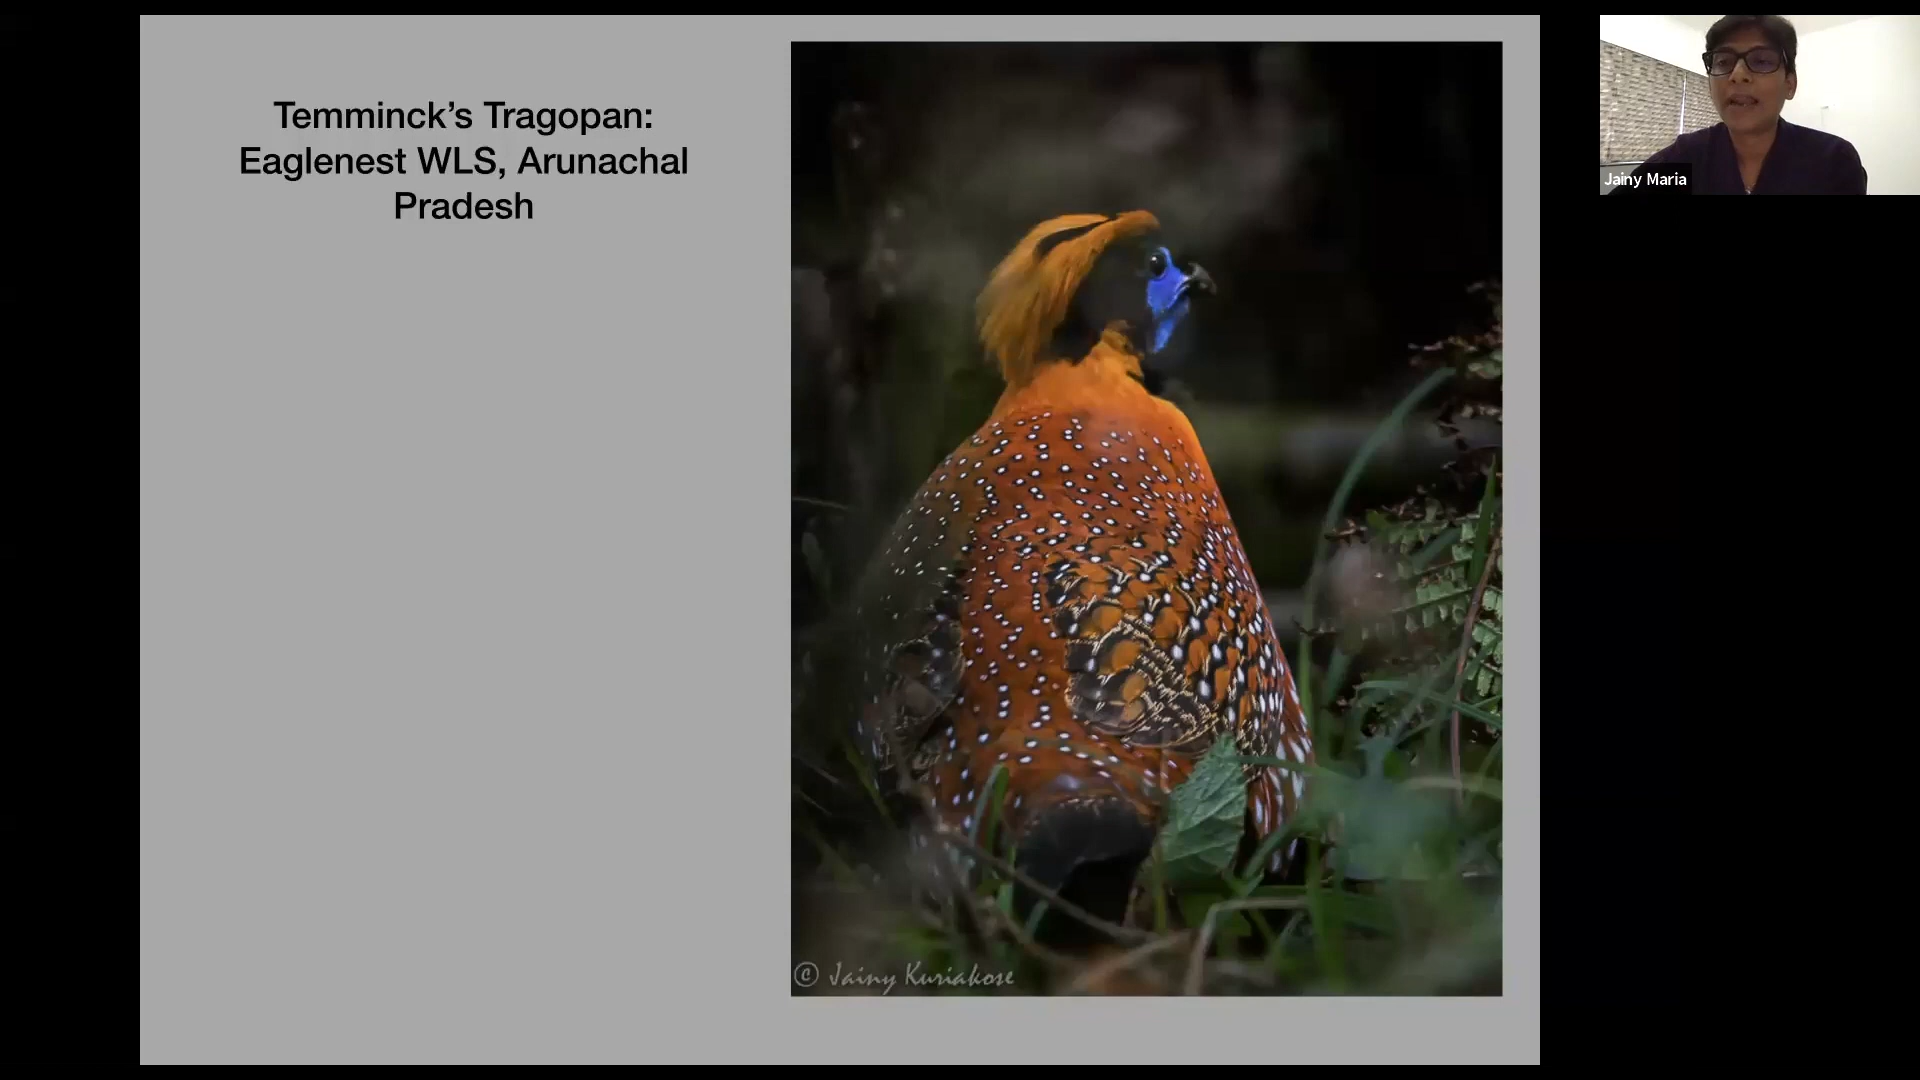 Temminck’s Tragopan:
Eaglenest WLS, Arunachal
Pradesh
Jainy Maria
© Jainy Kuriakose